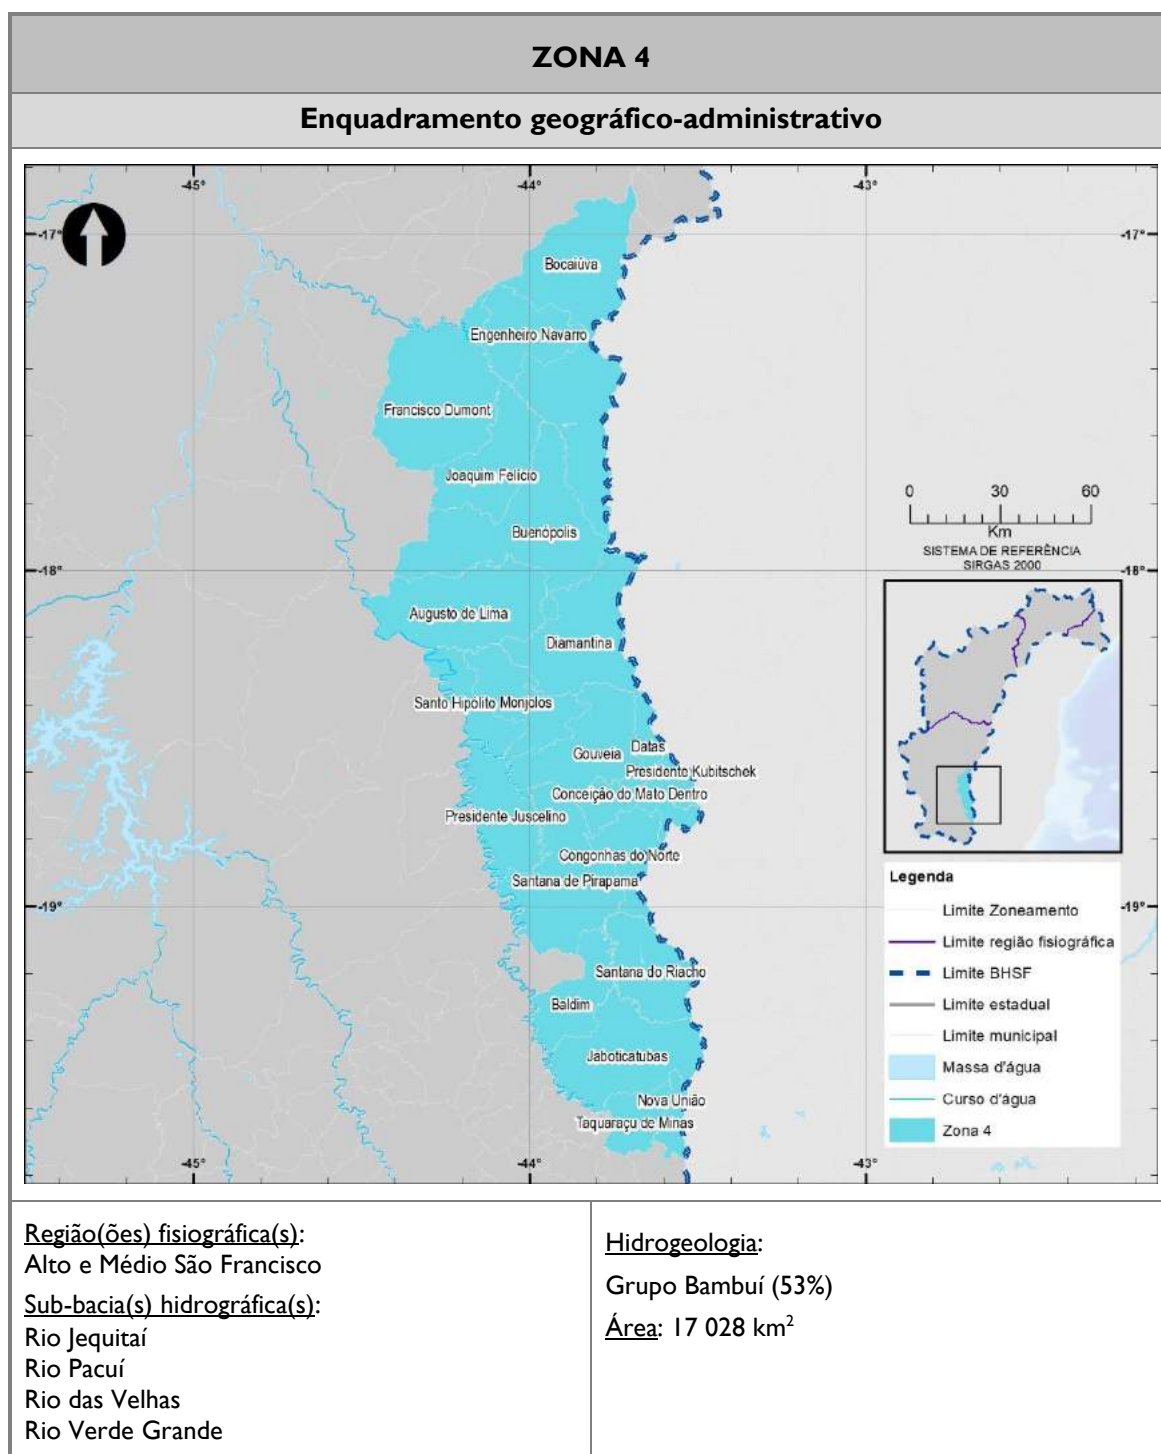 ZONA 4
Enquadramento geográfico-administrativo
-45°
-44°
-43°
-17°
-17°
Bocaiúva
Engenheiro Navarro
Francisco Dumont
Joaquim Felício
Buenópolis
0 30 60
Km
SISTEMA DE REFERÊNCIA
SIRGAS 2000
-18°
-18°
Augusto de Lima
Diamantina
Santo Hipólito Monjolos
Gouveia
Datas
Presidente Kubitschek
Conceição do Mato Dentro
Presidente Juscelino
Congonhas do Norte
Santana de Pirapama
-19°
-19°
Santana do Riacho
Baldim
Jaboticatubas
Nova União
Taquaraçu de Minas
-45°
-44°
-43°
Legenda
Limite Zoneamento
Limite região fisiográfica
Limite BHSF
Limite estadual
Limite municipal
Massa d'água
Curso d'água
Zona 4
Região(ões) fisiográfica(s):
Alto e Médio São Francisco
Sub-bacia(s) hidrográfica(s):
Rio Jequitaí
Rio Pacuí
Rio das Velhas
Rio Verde Grande
Hidrogeologia:
Grupo Bambuí (53%)
Área: 17 028 km²